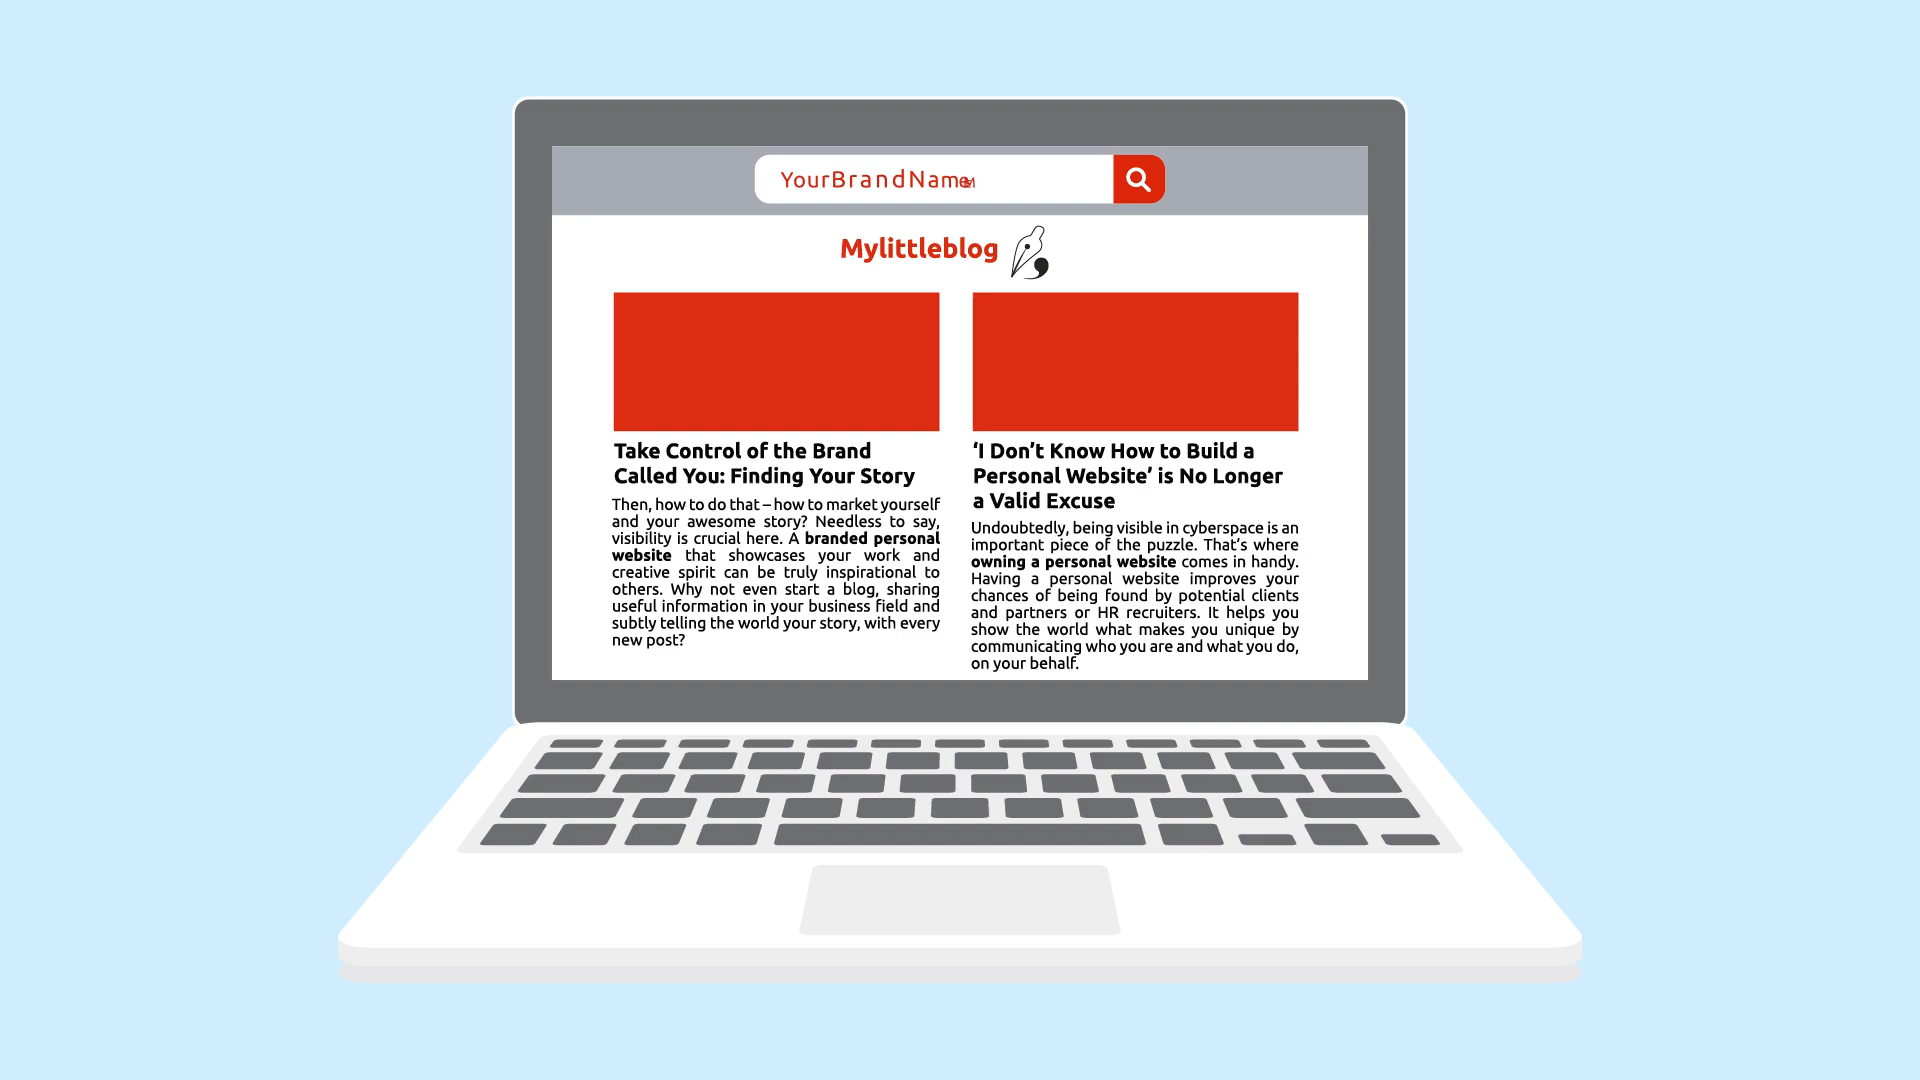 YourBrandName
Mylittleblog
Take Control of the Brand
Called You: Finding Your Story
Then, how to do that – how to market yourself
and your awesome story? Needless to say,
visibility is crucial here. A branded personal
website that showcases your work and
creative spirit can be truly inspirational to
others. Why not even start a blog, sharing
useful information in your business field and
subtly telling the world your story, with every
new post?
‘I Don’t Know How to Build a
Personal Website’ is No Longer
a Valid Excuse
Undoubtedly, being visible in cyberspace is an
important piece of the puzzle. That’s where
owning a personal website comes in handy.
Having a personal website improves your
chances of being found by potential clients
and partners or HR recruiters. It helps you
show the world what makes you unique by
communicating who you are and what you do,
on your behalf.